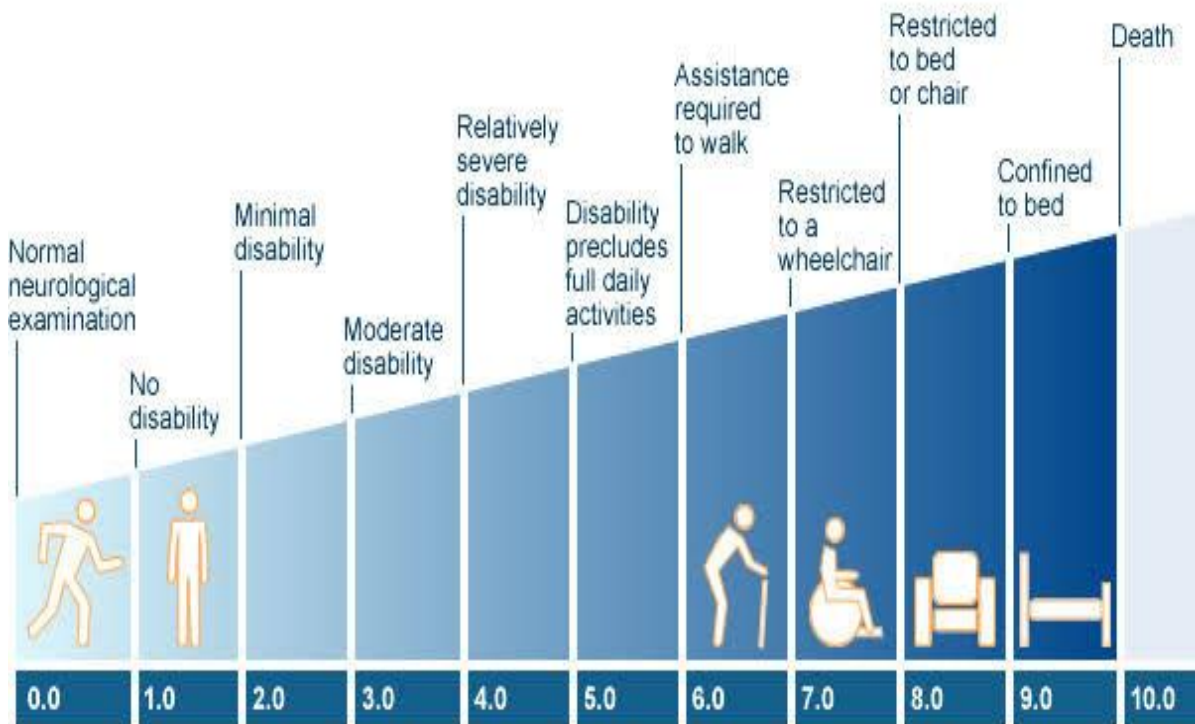 Normal
neurological
examination
No
disability
Minimal
disability
Moderate
disability
Relatively
severe
disability
Disability
precludes
full daily
activities
Assistance
required
to walk
Restricted
to a
wheelchair
Restricted
to bed
or chair
Confined
to bed
Death
0.0 1.0 2.0 3.0 4.0 5.0 6.0 7.0 8.0 9.0 10.0